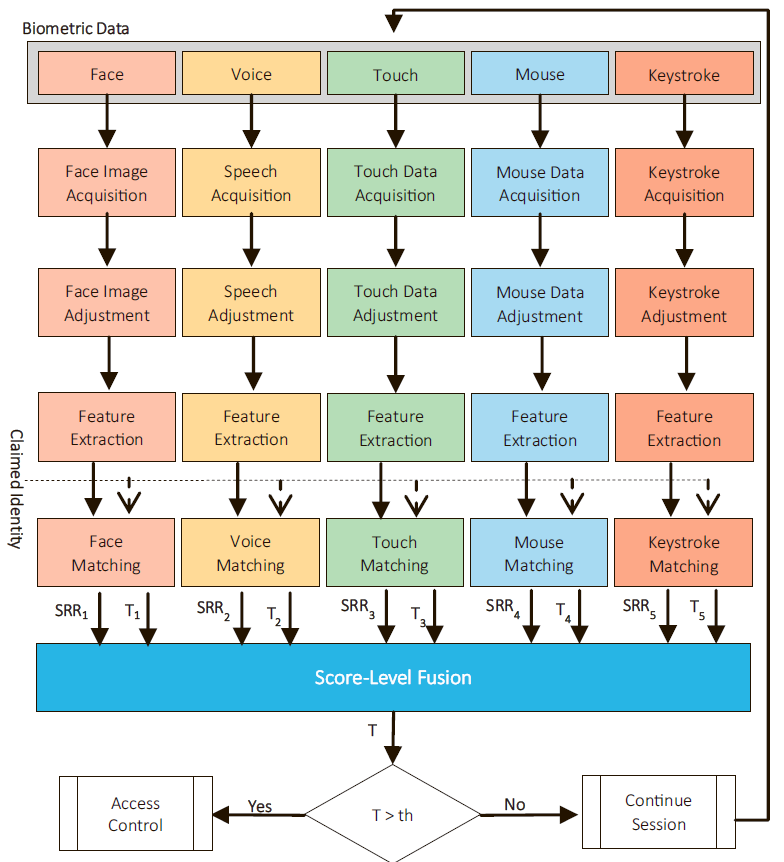 Biometric Data
Face
Voice
Touch
Mouse
Keystroke
Face Image
Acquisition
Speech
Acquisition
Touch Data
Acquisition
Mouse Data
Acquisition
Keystroke
Acquisition
Face Image
Adjustment
Speech
Adjustment
Touch Data
Adjustment
Mouse Data
Adjustment
Keystroke
Adjustment
Feature
Extraction
Feature
Extraction
Feature
Extraction
Feature
Extraction
Feature
Extraction
Claimed Identity
Face
Matching
Voice
Matching
Touch
Matching
Mouse
Matching
Keystroke
Matching
SRR₁
T₁
SRR₂
T₂
SRR₃
T₃
SRR₄
T₄
SRR₅
T₅
Score-Level Fusion
T
Access
Control
Yes
T > th
No
Continue
Session